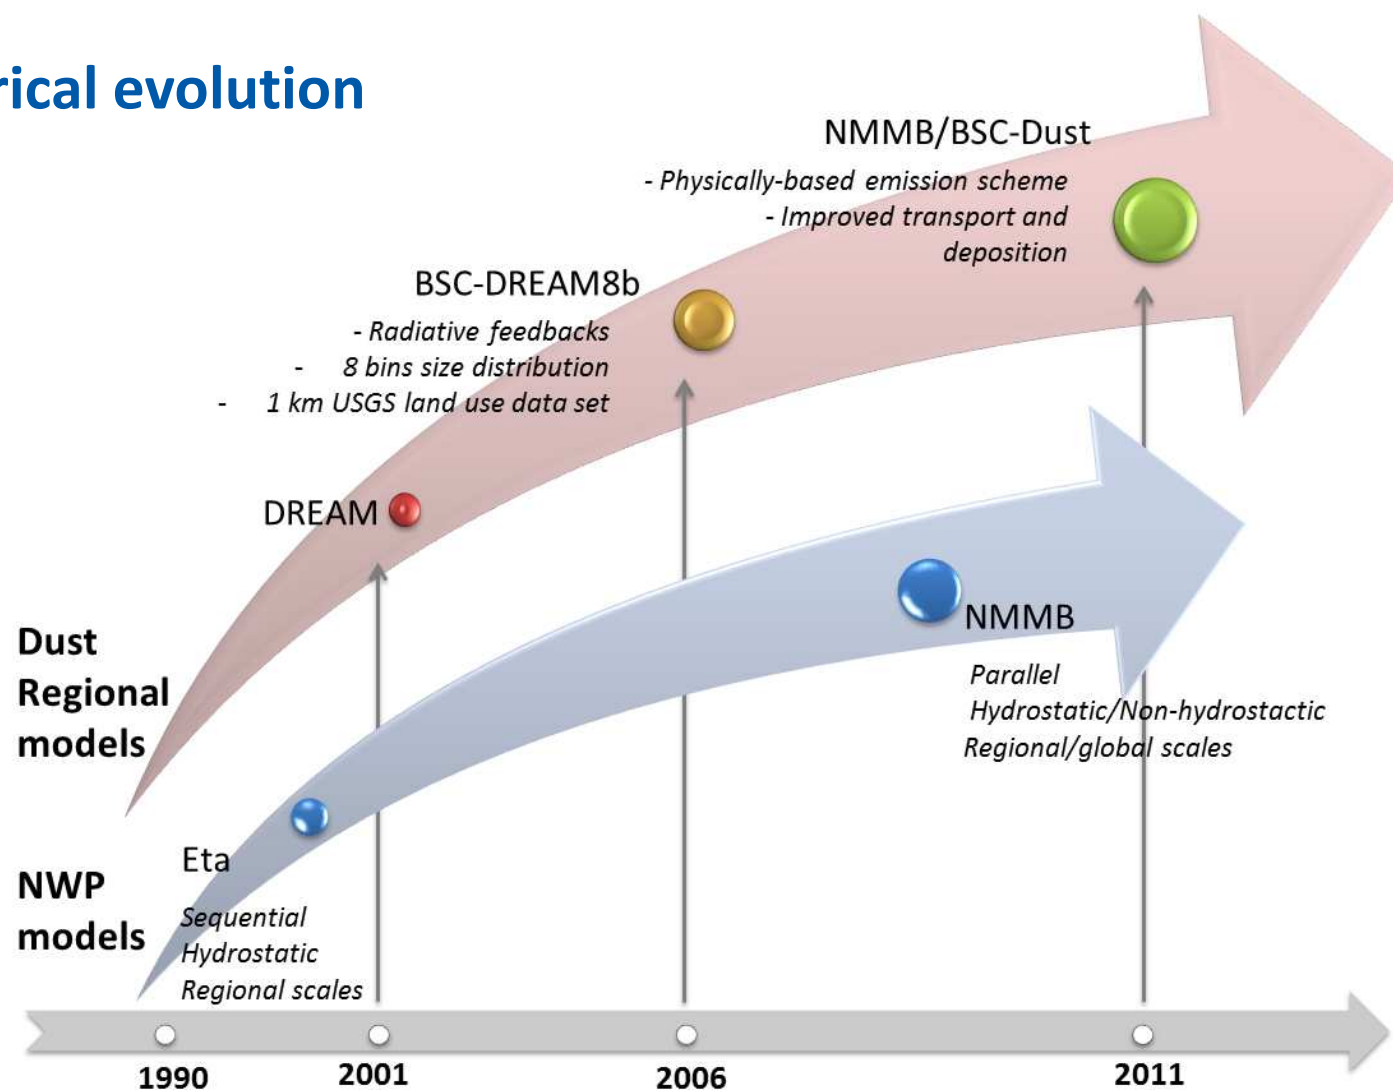 rical evolution
NMMB/BSC-Dust
- Physically-based emission scheme
- Improved transport and
deposition
BSC-DREAM8b
- Radiative feedbacks
- 8 bins size distribution
- 1 km USGS land use data set
DREAM
Dust
Regional
models
NMMB
Parallel
Hydrostatic/Non-hydrostactic
Regional/global scales
Eta
Sequential
Hydrostatic
Regional scales
NWP
models
1990
2001
2006
2011